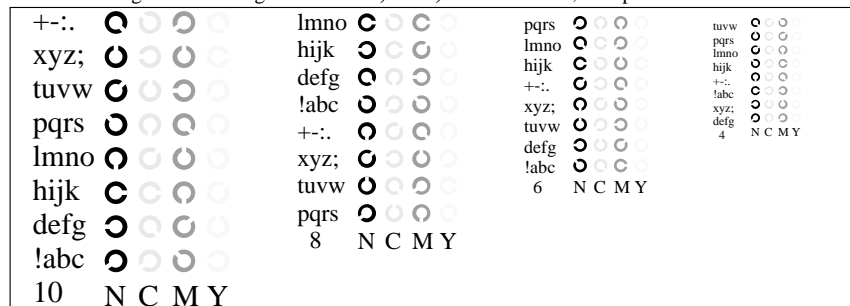 +-:.
xyz;
tuvw
pqrs
lmno
hijk
defg
!abc
10 N C M Y
lmno
hijk
defg
!abc
+-:.
xyz;
tuvw
pqrs
8 N C M Y
pqrs
lmno
hijk
+-:.
xyz;
tuvw
defg
!abc
6 N C M Y
tuvw
pqrs
lmno
hijk
+-:.
!abc
xyz;
defg
4 N C M Y